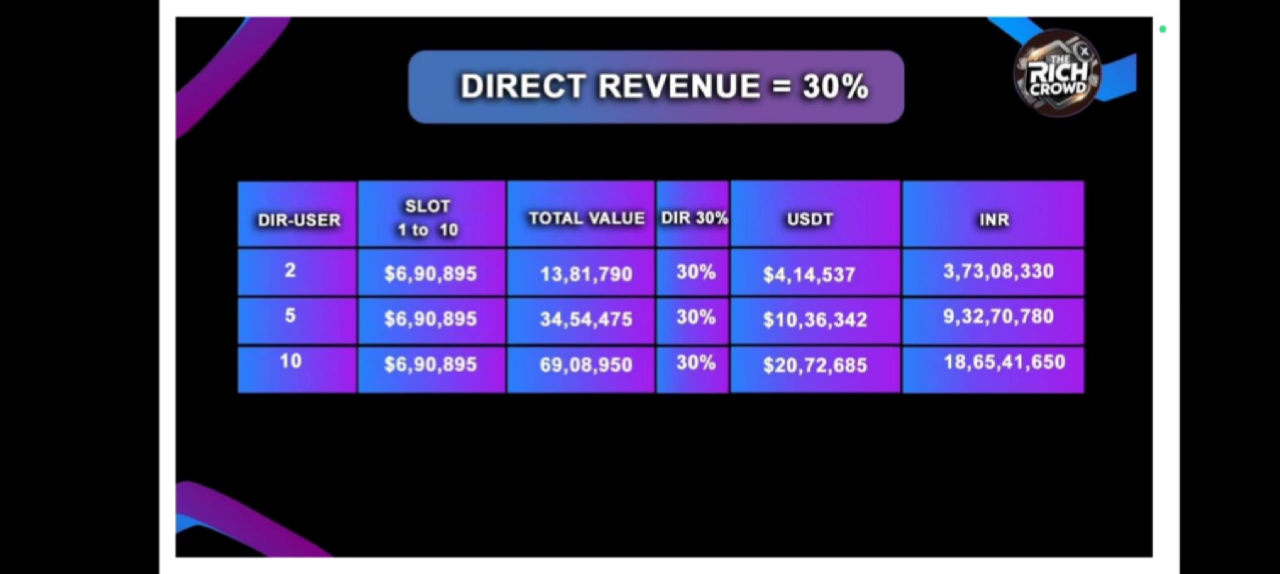 DIRECT REVENUE = 30%
THE
RICH
CROWD
DIR-USER SLOT 1 to 10 TOTAL VALUE DIR 30% USDT INR
2 $6,90,895 13,81,790 30% $4,14,537 3,73,08,330
5 $6,90,895 34,54,475 30% $10,36,342 9,32,70,780
10 $6,90,895 69,08,950 30% $20,72,685 18,65,41,650